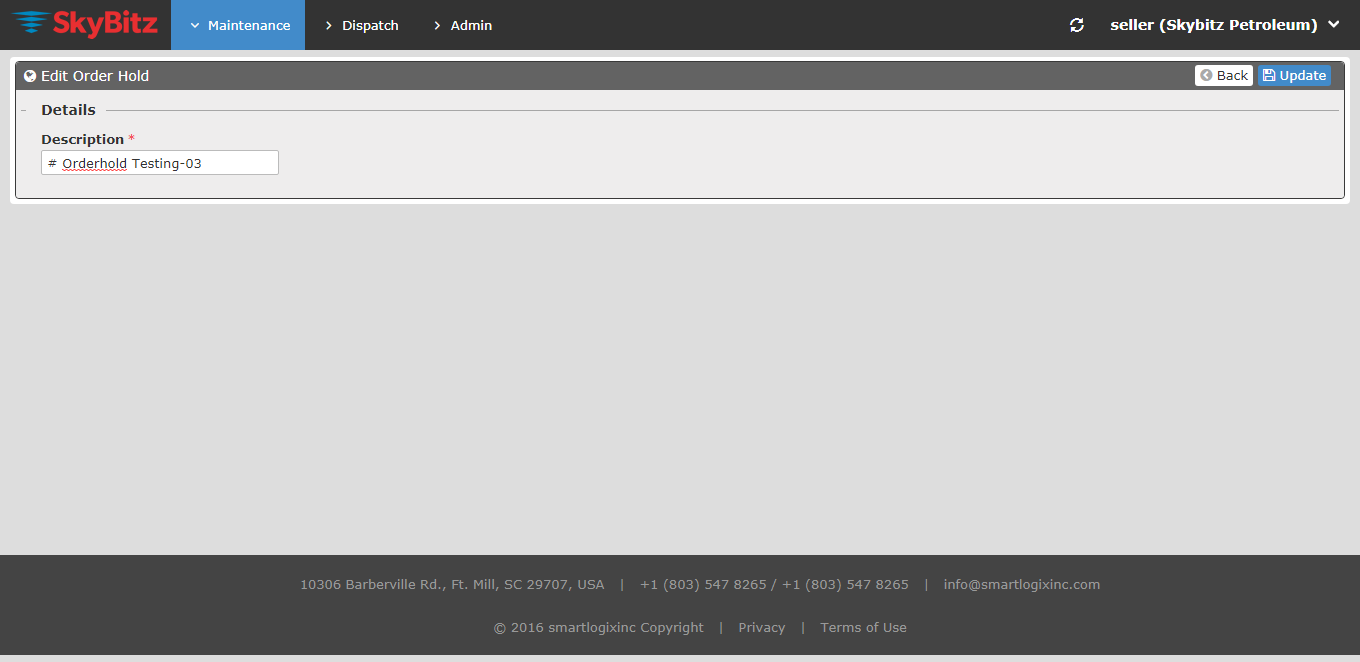 SkyBitz Maintenance Dispatch Admin seller (Skybitz Petroleum)
Edit Order Hold Back Update
Details
Description *
# Orderhold Testing-03
10306 Barberville Rd., Ft. Mill, SC 29707, USA | +1 (803) 547 8265 / +1 (803) 547 8265 | info@smartlogixinc.com
© 2016 smartlogixinc Copyright | Privacy | Terms of Use